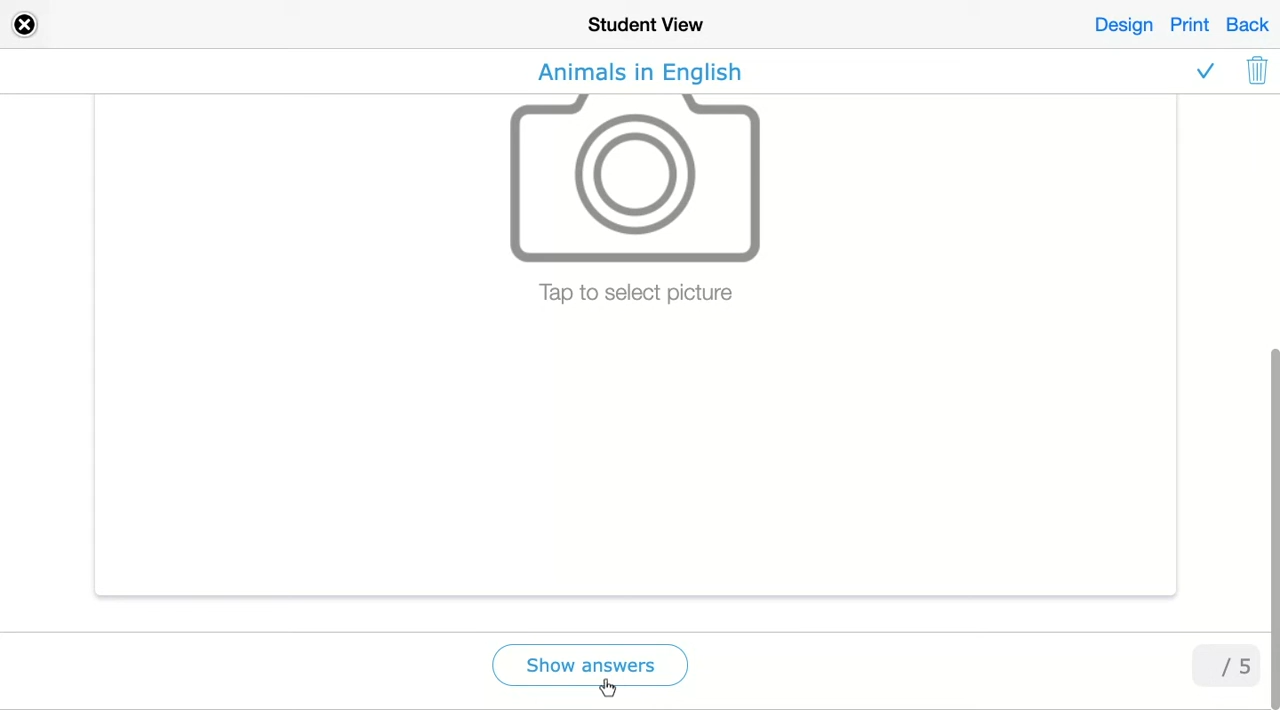 Student View
Design Print Back
Animals in English
Tap to select picture
Show answers
/ 5